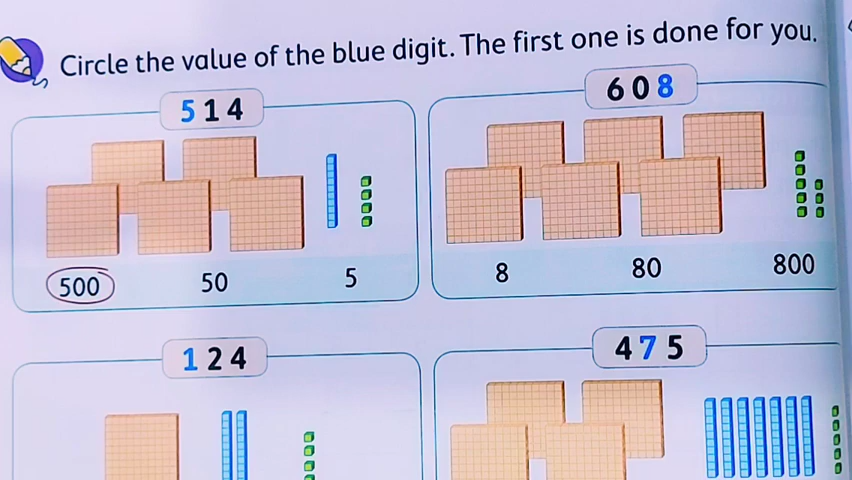 Circle the value of the blue digit. The first one is done for you.
514
608
500 50 5
8 80 800
124
475